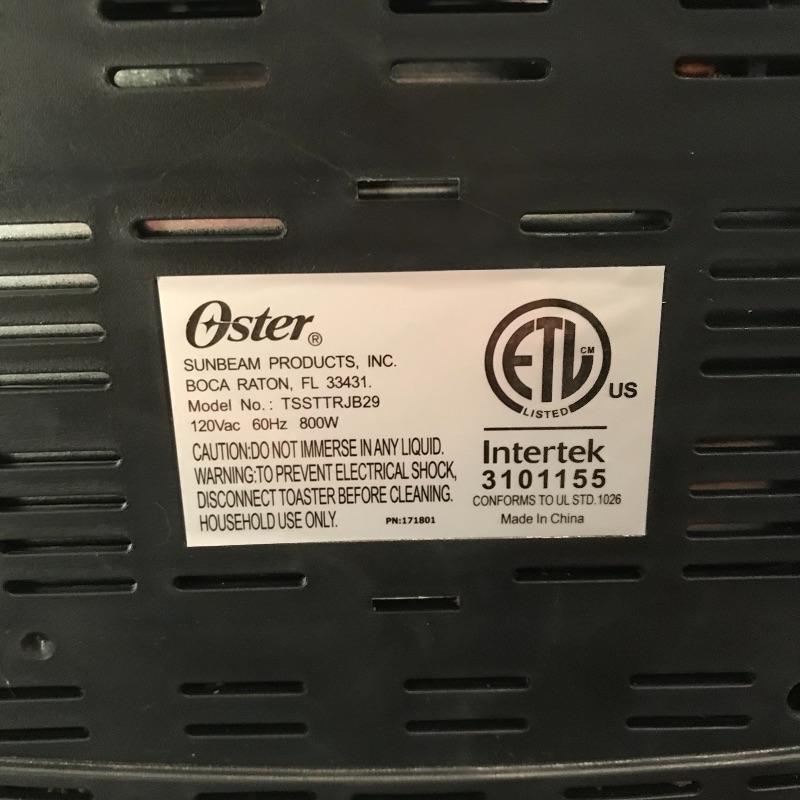 Oster®
SUNBEAM PRODUCTS, INC.
BOCA RATON, FL 33431.
Model No.: TSSTTRJB29
120Vac 60Hz 800W
CAUTION:DO NOT IMMERSE IN ANY LIQUID.
WARNING:TO PREVENT ELECTRICAL SHOCK,
DISCONNECT TOASTER BEFORE CLEANING.
HOUSEHOLD USE ONLY.
PN:171801
ETL CM
LISTED
US
Intertek
3101155
CONFORMS TO UL STD.1026
Made In China